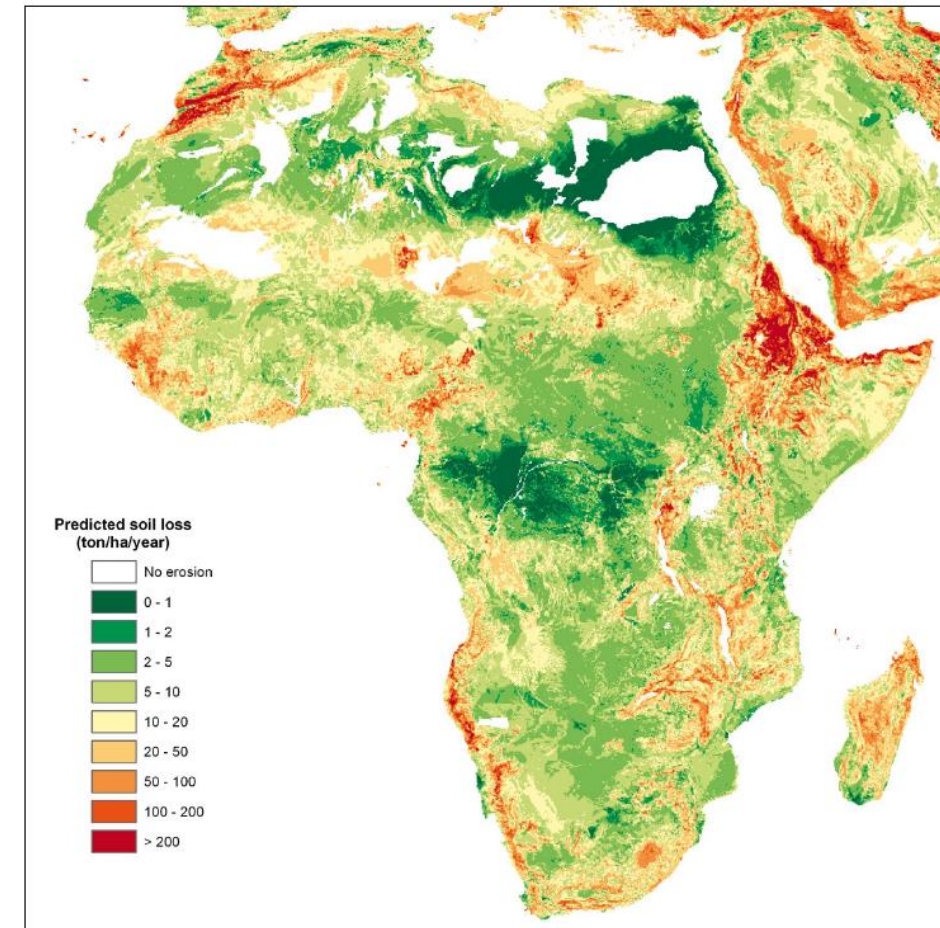 Predicted soil loss
(ton/ha/year)
No erosion
0 - 1
1 - 2
2 - 5
5 - 10
10 - 20
20 - 50
50 - 100
100 - 200
> 200